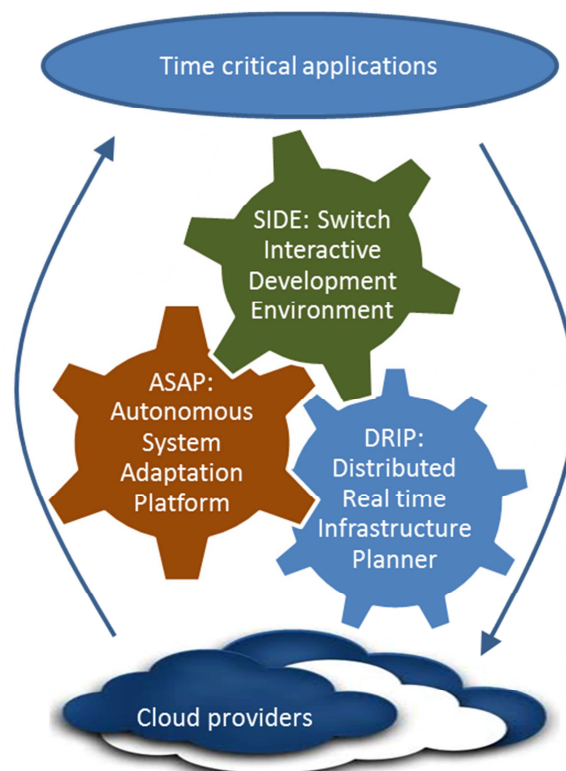 Time critical applications
SIDE: Switch
Interactive
Development
Environment
ASAP:
Autonomous
System
Adaptation
Platform
DRIP:
Distributed
Real time
Infrastructure
Planner
Cloud providers